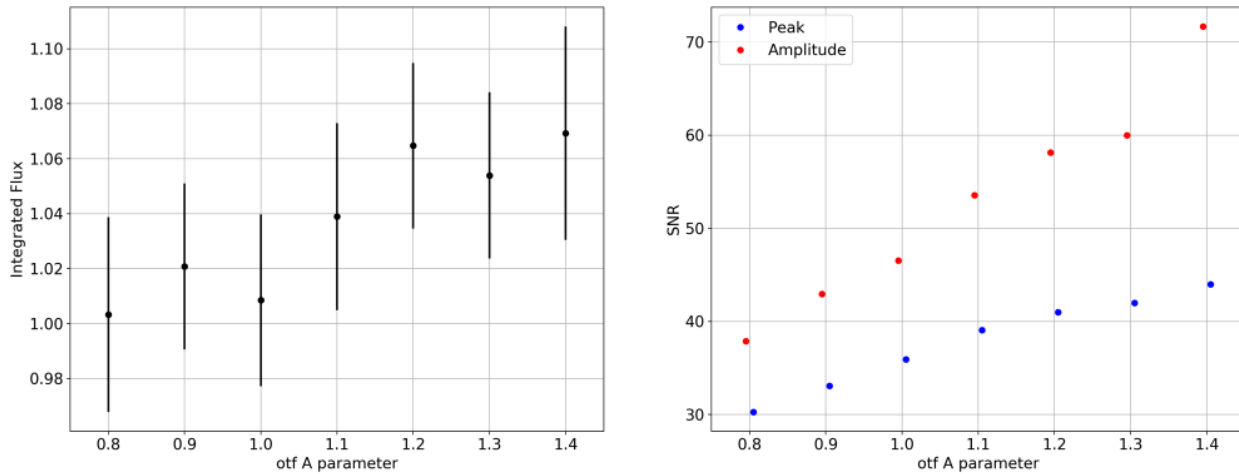 1.10
1.08
1.06
1.04
1.02
1.00
0.98
Integrated Flux
0.8 0.9 1.0 1.1 1.2 1.3 1.4
otf A parameter
Peak
Amplitude
70
60
50
40
30
SNR
0.8 0.9 1.0 1.1 1.2 1.3 1.4
otf A parameter